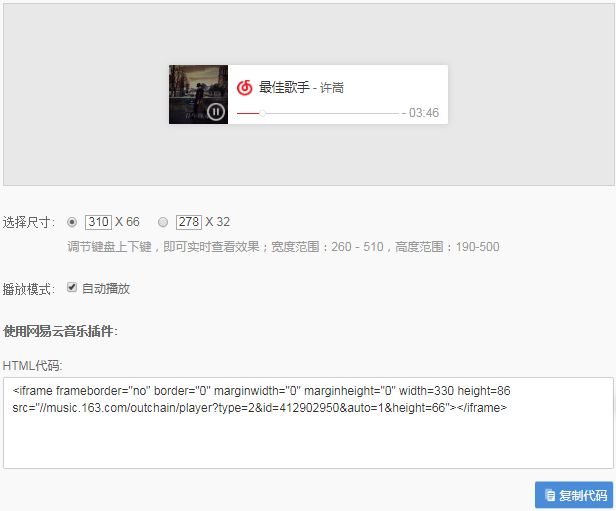 最佳歌手 - 许嵩
- 03:46
选择尺寸： 310 X 66 278 X 32
调节键盘上下键，即可实时查看效果；宽度范围：260 - 510，高度范围：190-500
播放模式： 自动播放
使用网易云音乐插件：
HTML代码:
<iframe frameborder="no" border="0" marginwidth="0" marginheight="0" width=330 height=86
src="//music.163.com/outchain/player?type=2&id=412902950&auto=1&height=66"></iframe>
复制代码